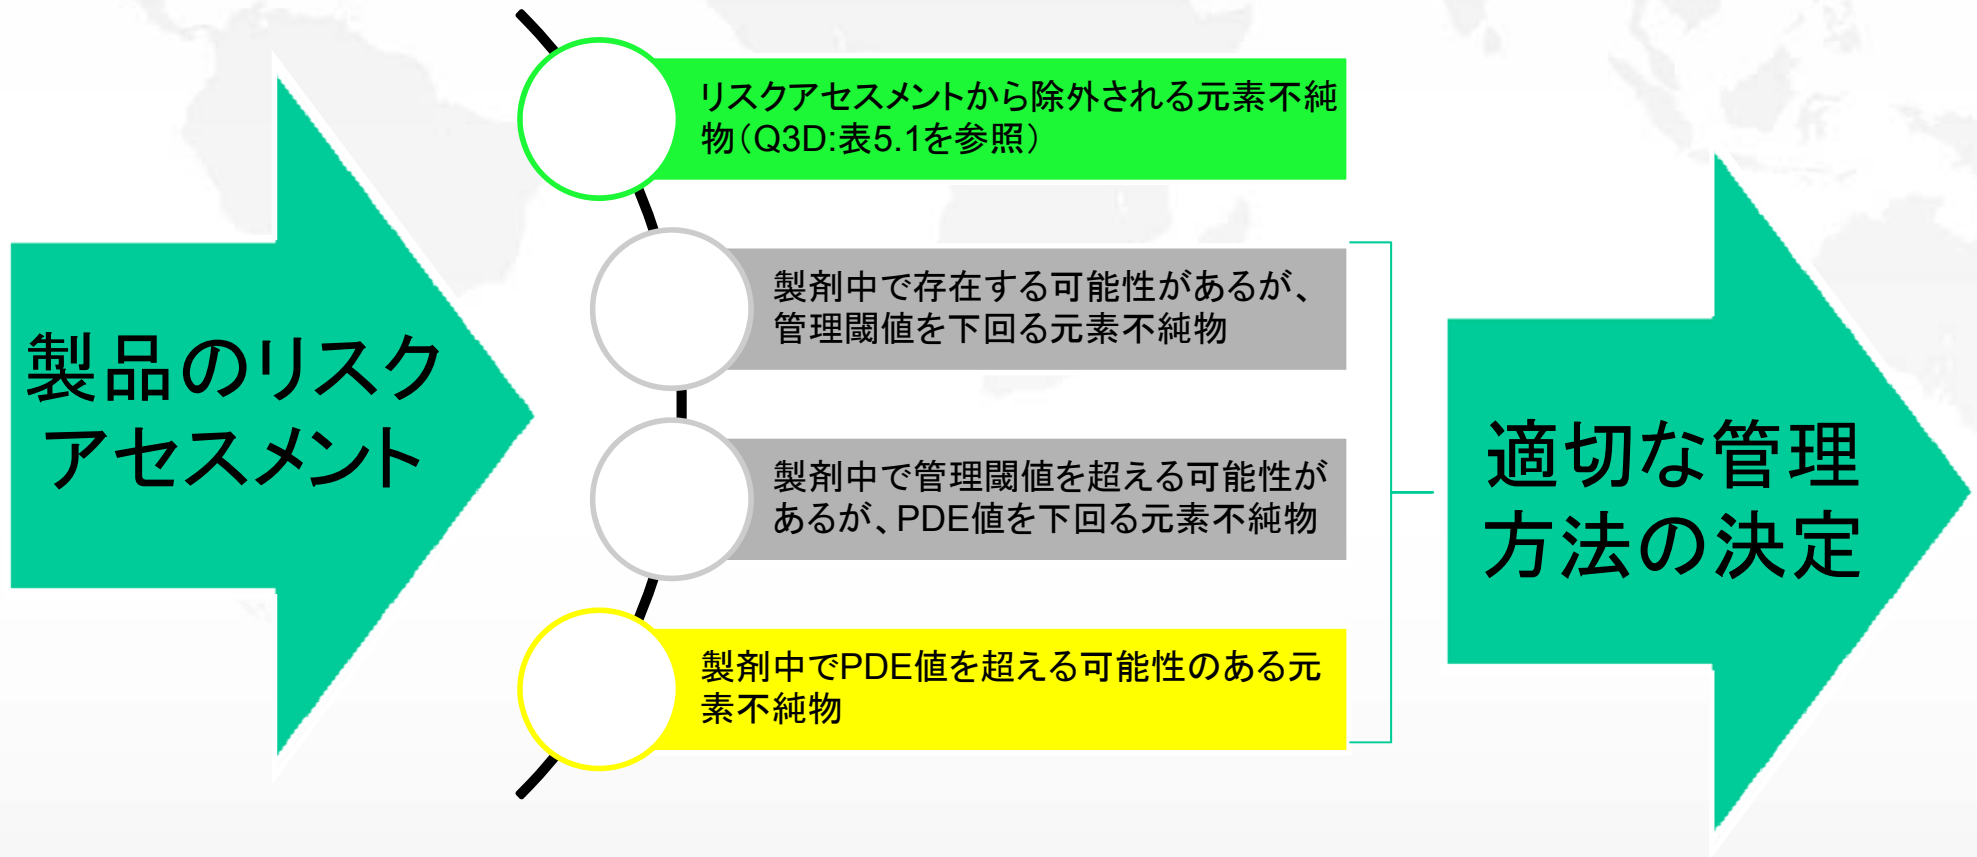 製品のリスク
アセスメント
リスクアセスメントから除外される元素不純
物（Q3D:表5.1を参照）
製剤中で存在する可能性があるが、
管理閾値を下回る元素不純物
製剤中で管理閾値を超える可能性が
あるが、PDE値を下回る元素不純物
製剤中でPDE値を超える可能性のある元
素不純物
適切な管理
方法の決定